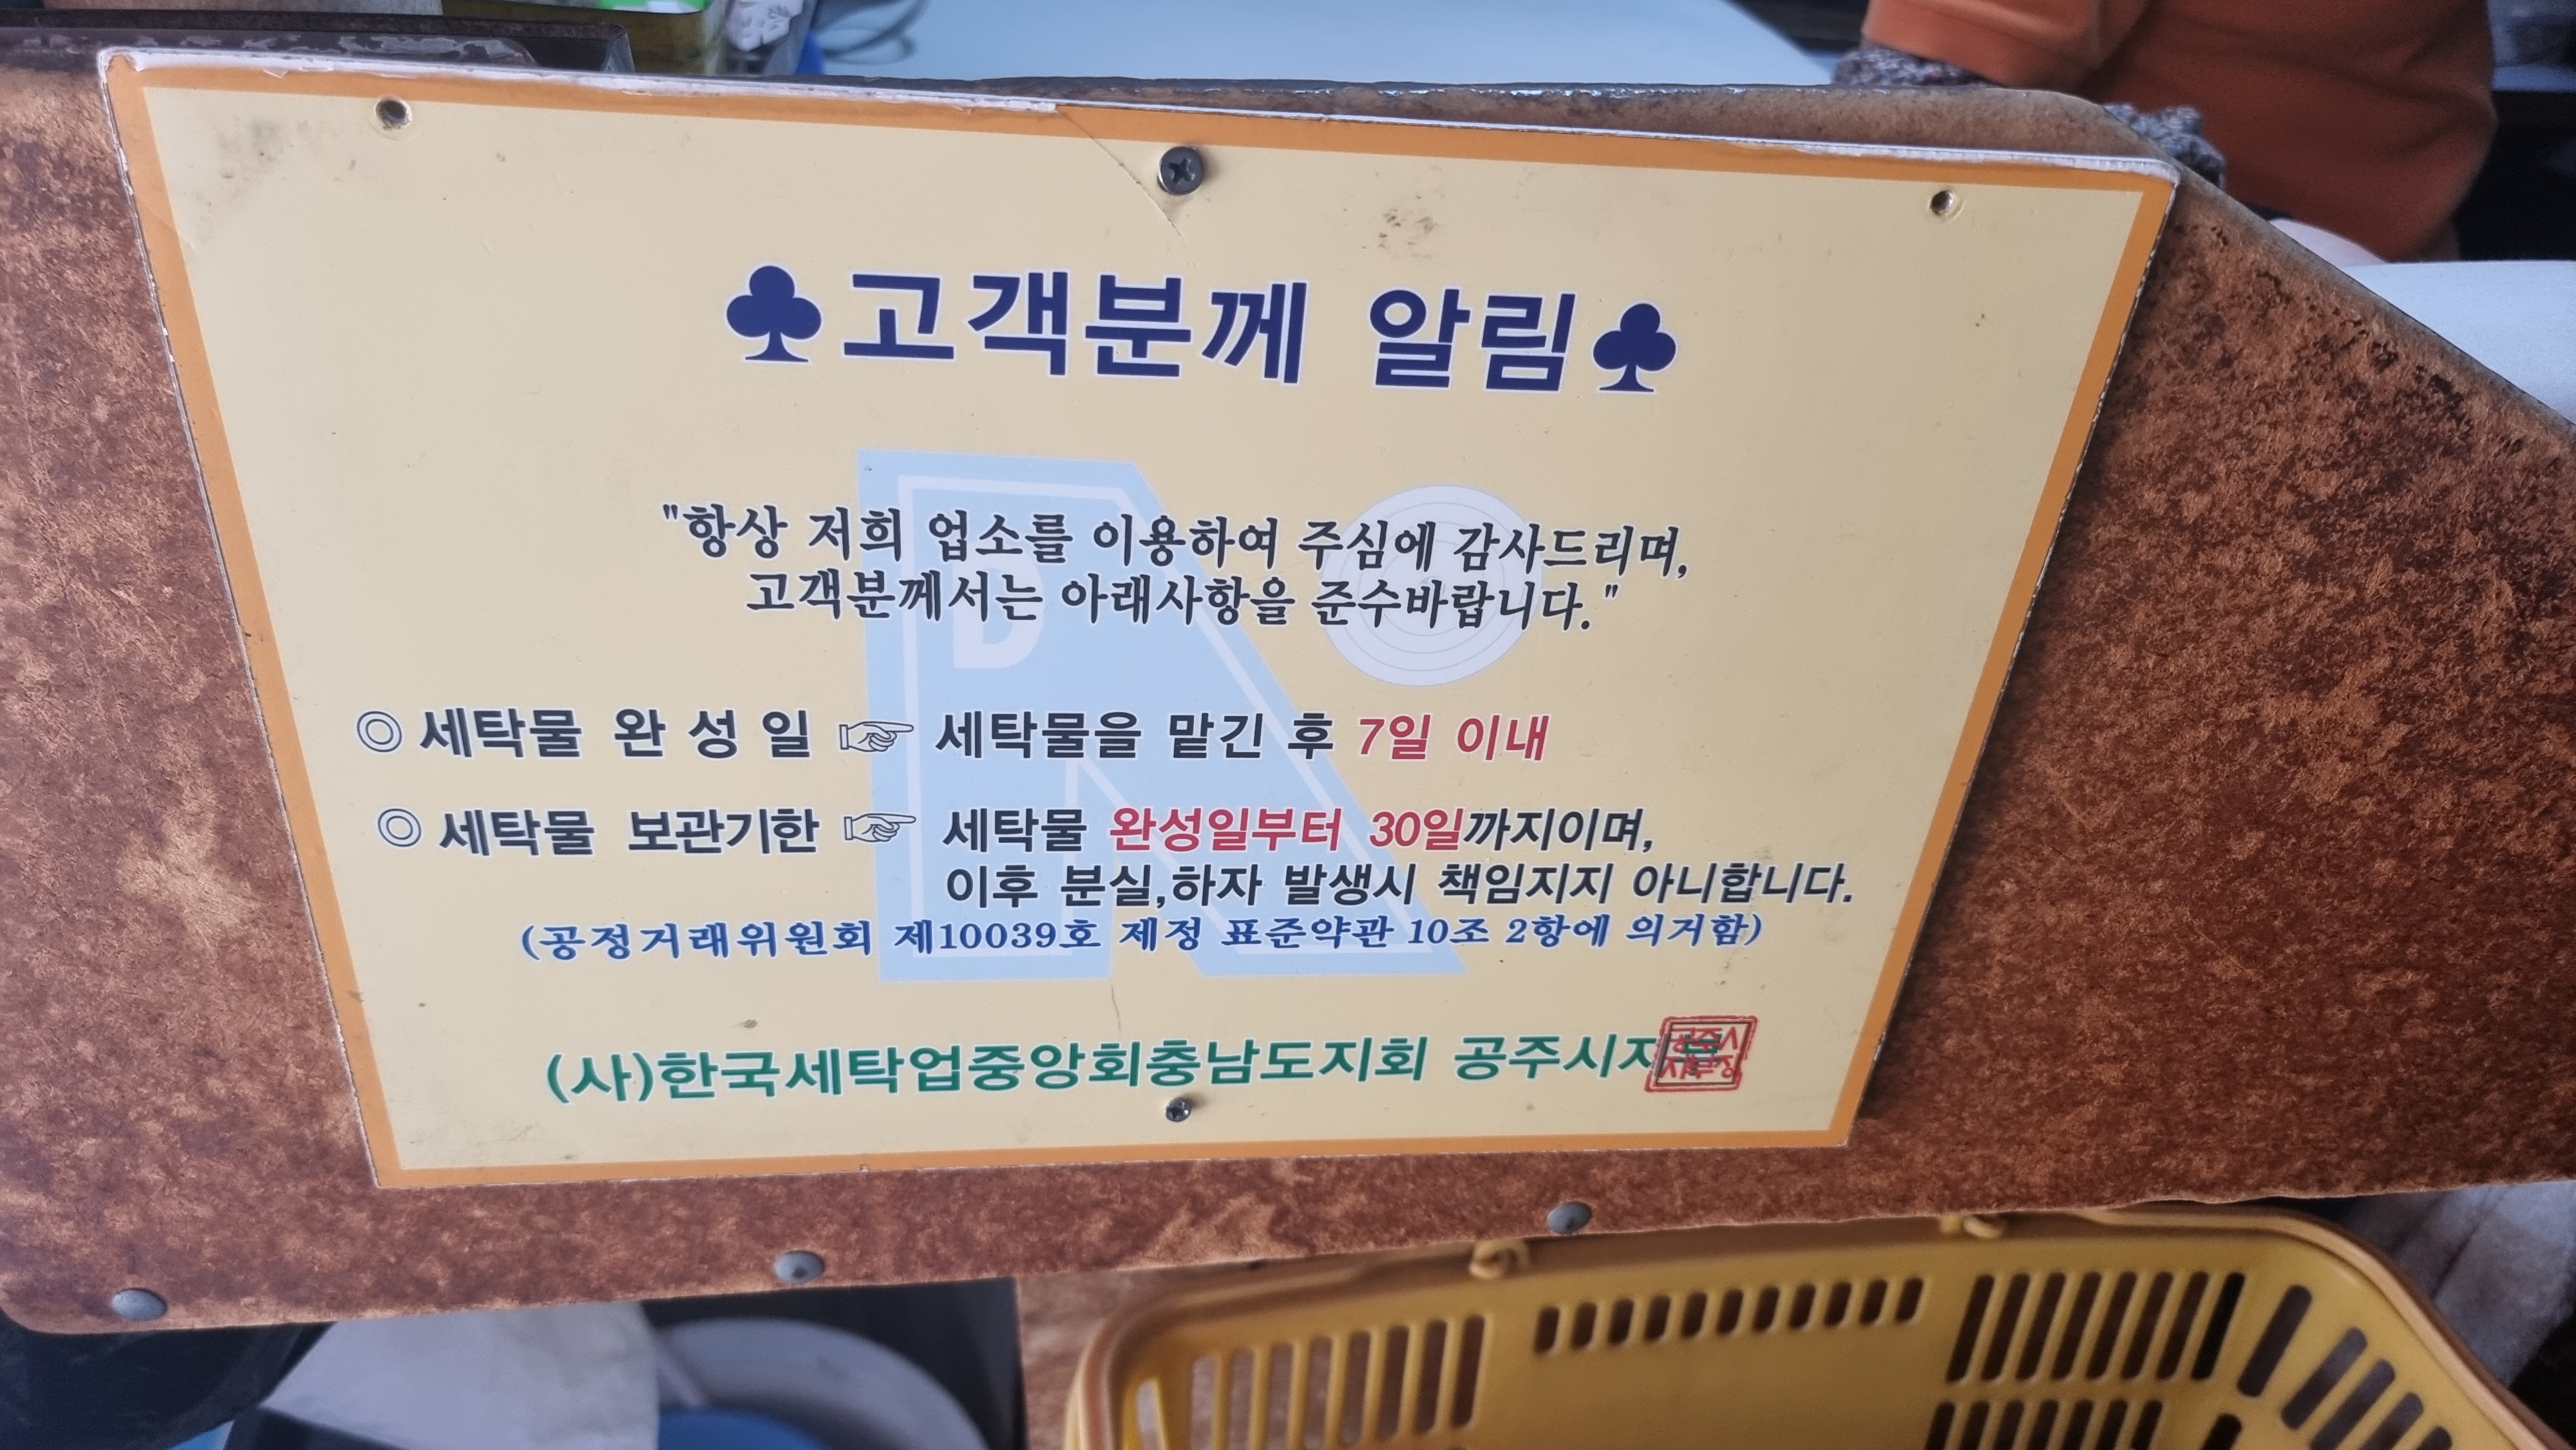 ♣고객분께 알림♣
"항상 저희 업소를 이용하여 주심에 감사드리며,
고객분께서는 아래사항을 준수바랍니다."
D
◎ 세탁물 완 성 일 ☞ 세탁물을 맡긴 후 7일 이내
◎ 세탁물 보관기한 ☞ 세탁물 완성일부터 30일까지이며,
이후 분실,하자 발생시 책임지지 아니합니다.
(공정거래위원회 제10039호 제정 표준약관 10조 2항에 의거함)
(사)한국세탁업중앙회충남도지회 공주시지부